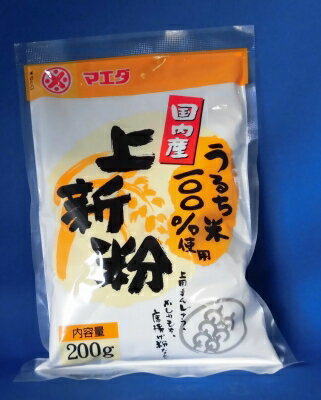 マエダ
国内産
うるち米
100%使用
上新粉
内容量
200g